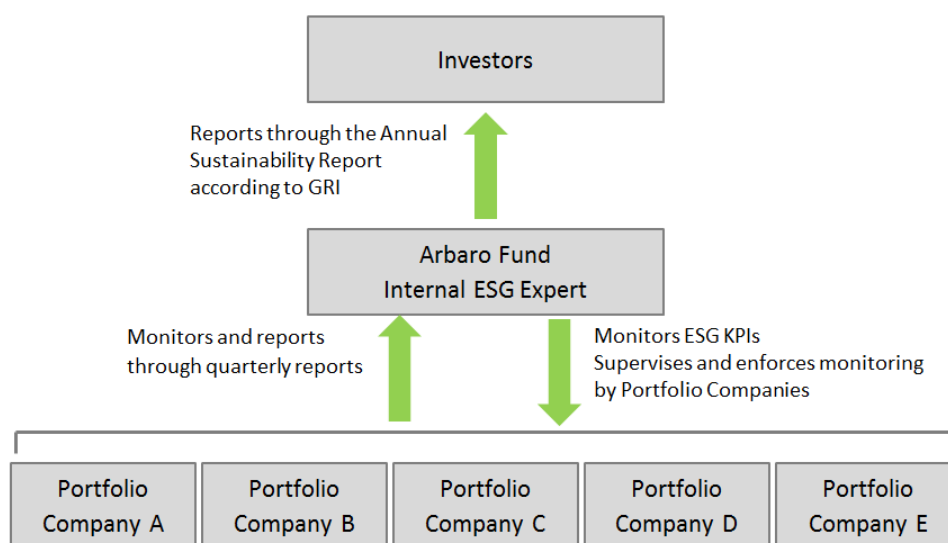 Investors
Reports through the Annual
Sustainability Report
according to GRI
Arbaro Fund
Internal ESG Expert
Monitors and reports
through quarterly reports
Monitors ESG KPIs
Supervises and enforces monitoring
by Portfolio Companies
Portfolio
Company A
Portfolio
Company B
Portfolio
Company C
Portfolio
Company D
Portfolio
Company E